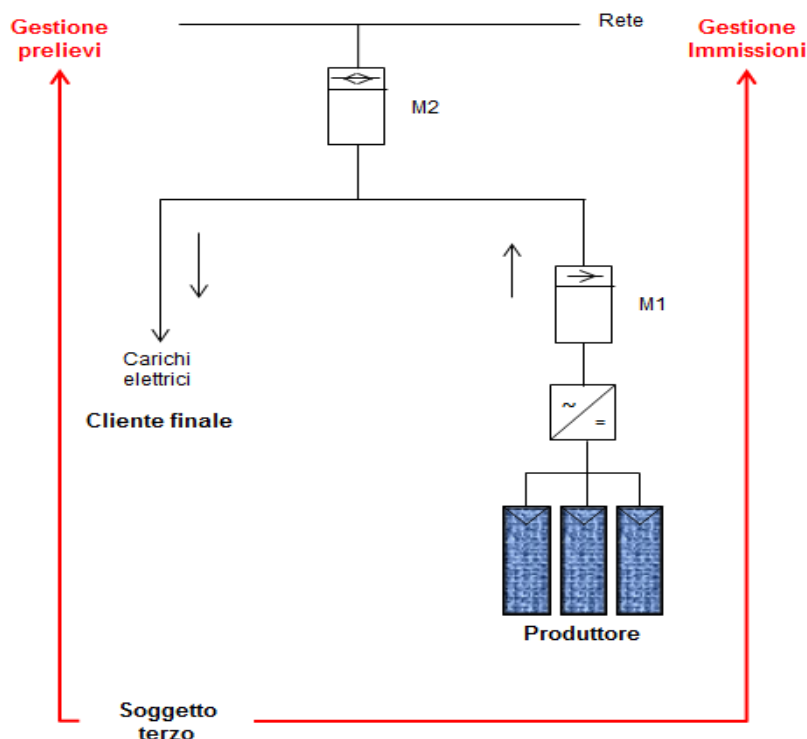 Gestione
prelievi
Rete
Gestione
Immissioni
M2
M1
Carichi
elettrici
Cliente finale
~
=
Produttore
Soggetto
terzo